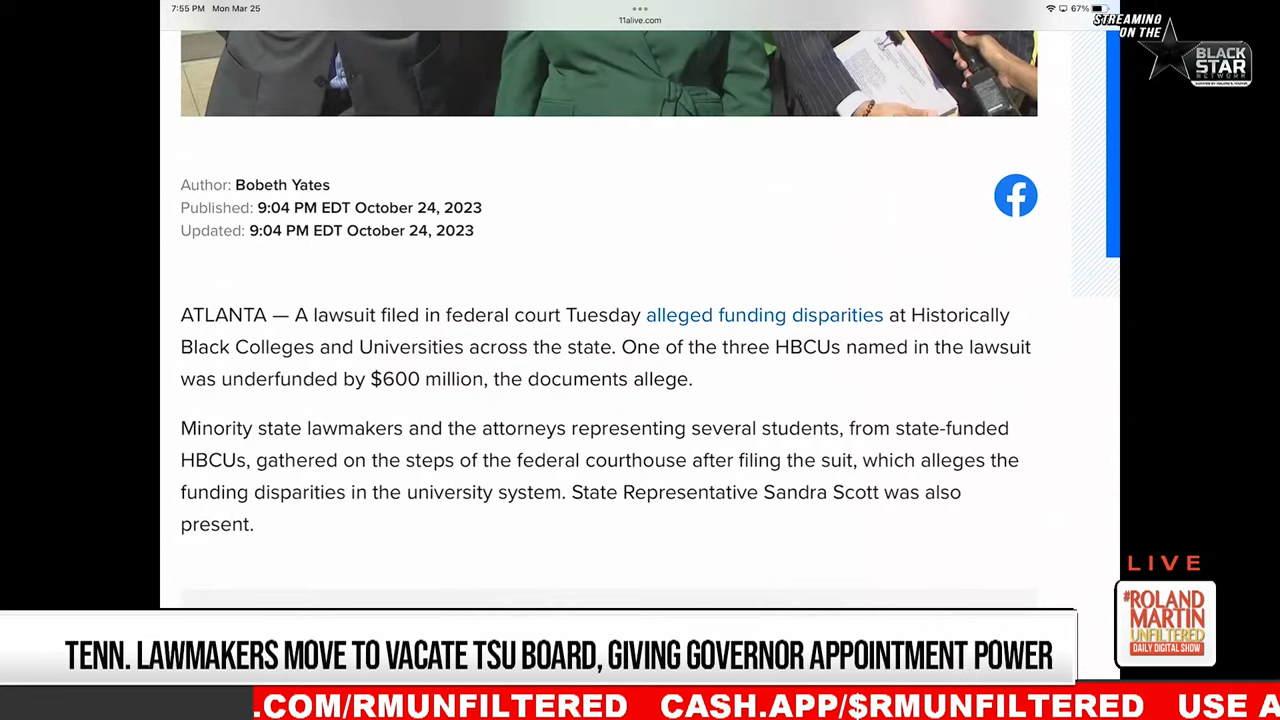 7:55 PM Mon Mar 25
11alive.com
67%
STREAMING
ON THE
BLACK
STAR
NETWORK
Author: Bobeth Yates
Published: 9:04 PM EDT October 24, 2023
Updated: 9:04 PM EDT October 24, 2023
ATLANTA — A lawsuit filed in federal court Tuesday alleged funding disparities at Historically
Black Colleges and Universities across the state. One of the three HBCUs named in the lawsuit
was underfunded by $600 million, the documents allege.
Minority state lawmakers and the attorneys representing several students, from state-funded
HBCUs, gathered on the steps of the federal courthouse after filing the suit, which alleges the
funding disparities in the university system. State Representative Sandra Scott was also
present.
LIVE
#ROLAND
MARTIN
UNFILTERED
DAILY DIGITAL SHOW
TENN. LAWMAKERS MOVE TO VACATE TSU BOARD, GIVING GOVERNOR APPOINTMENT POWER
.COM/RMUNFILTERED CASH.APP/$RMUNFILTERED USE A